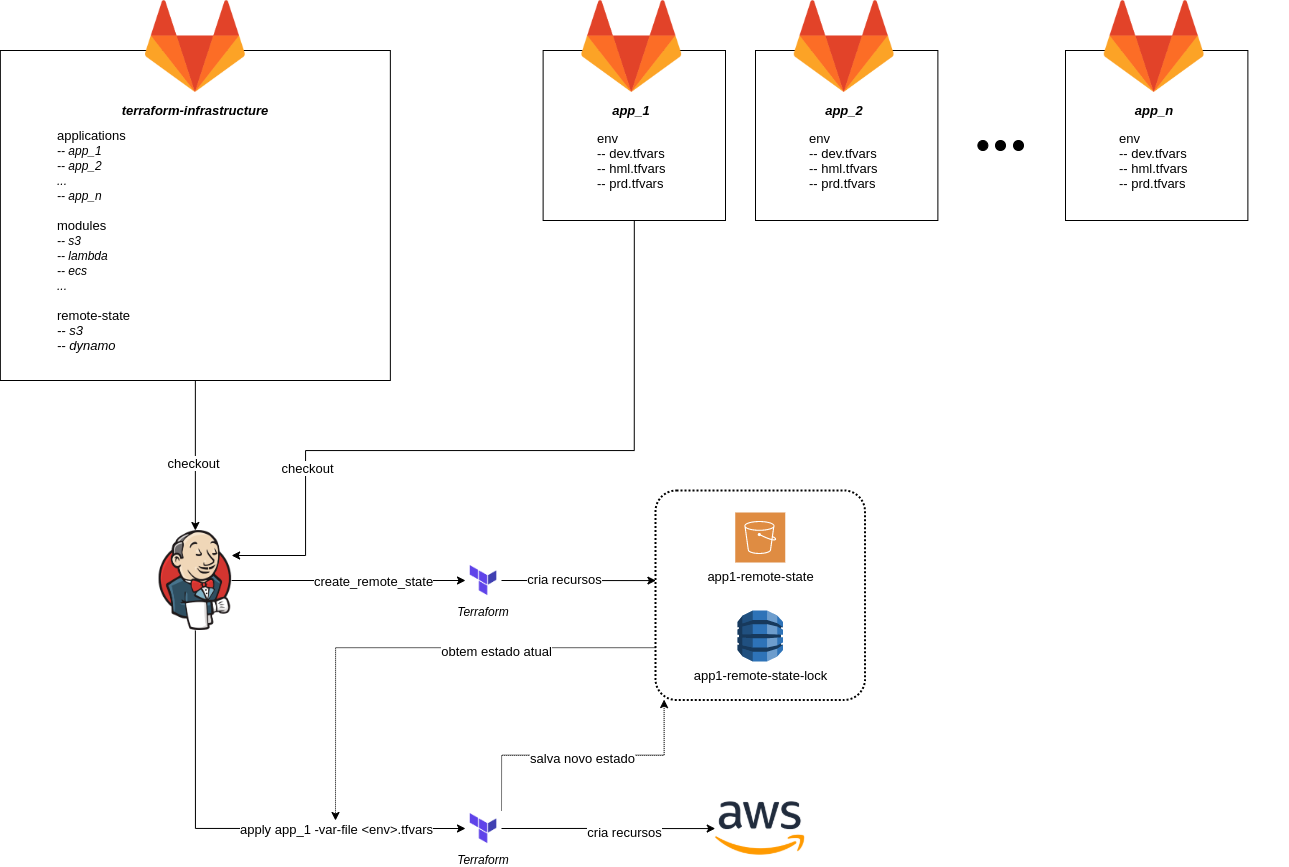 terraform-infrastructure
applications
-- app_1
-- app_2
...
-- app_n
modules
-- s3
-- lambda
-- ecs
...
remote-state
-- s3
-- dynamo
app_1
env
-- dev.tfvars
-- hml.tfvars
-- prd.tfvars
app_2
env
-- dev.tfvars
-- hml.tfvars
-- prd.tfvars
app_n
env
-- dev.tfvars
-- hml.tfvars
-- prd.tfvars
checkout
checkout
create_remote_state
Terraform
cria recursos
app1-remote-state
app1-remote-state-lock
obtem estado atual
salva novo estado
apply app_1 -var-file <env>.tfvars
Terraform
cria recursos
aws